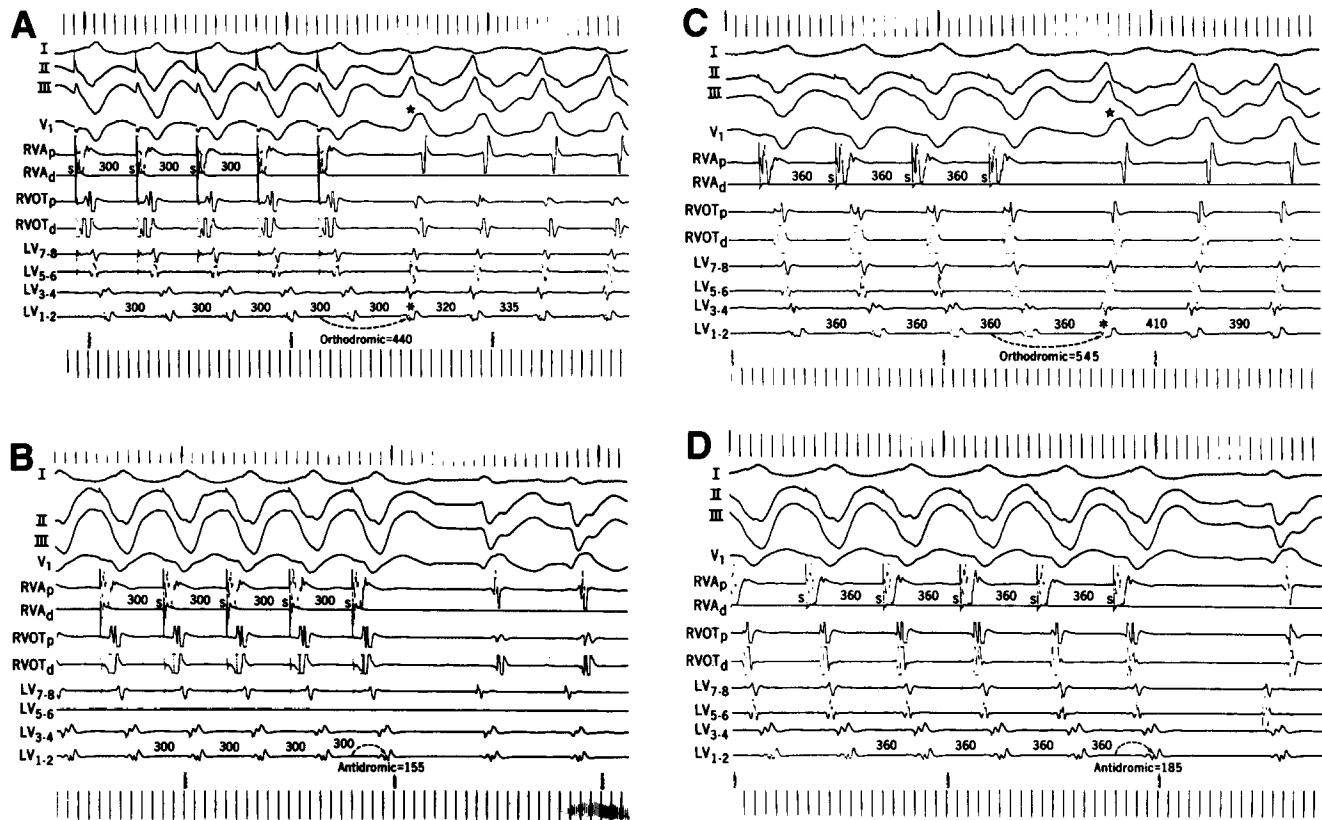 A
I
II
III
V1
RVAp
S 300 S 300 S 300
RVAd
RVOTp
RVOTd
LV7-8
LV5-6
LV3-4
300 300 300 300 300 * 320 335
LV1-2
Orthodromic=440
C
I
II
III
V1
RVAp
360 S 360 S 360 S
RVAd
RVOTp
RVOTd
LV7-8
LV5-6
LV3-4
360 360 360 360 * 410 390
LV1-2
Orthodromic=545
B
I
II
III
V1
RVAp
300 S 300 S 300 S 300 S
RVAd
RVOTp
RVOTd
LV7-8
LV5-6
LV3-4
300 300 300 300
LV1-2
Antidromic=155
D
I
II
III
V1
RVAp
S 360 S 360 S 360 S 360 S
RVAd
RVOTp
RVOTd
LV7-8
LV5-6
LV3-4
360 360 360 360
LV1-2
Antidromic=185